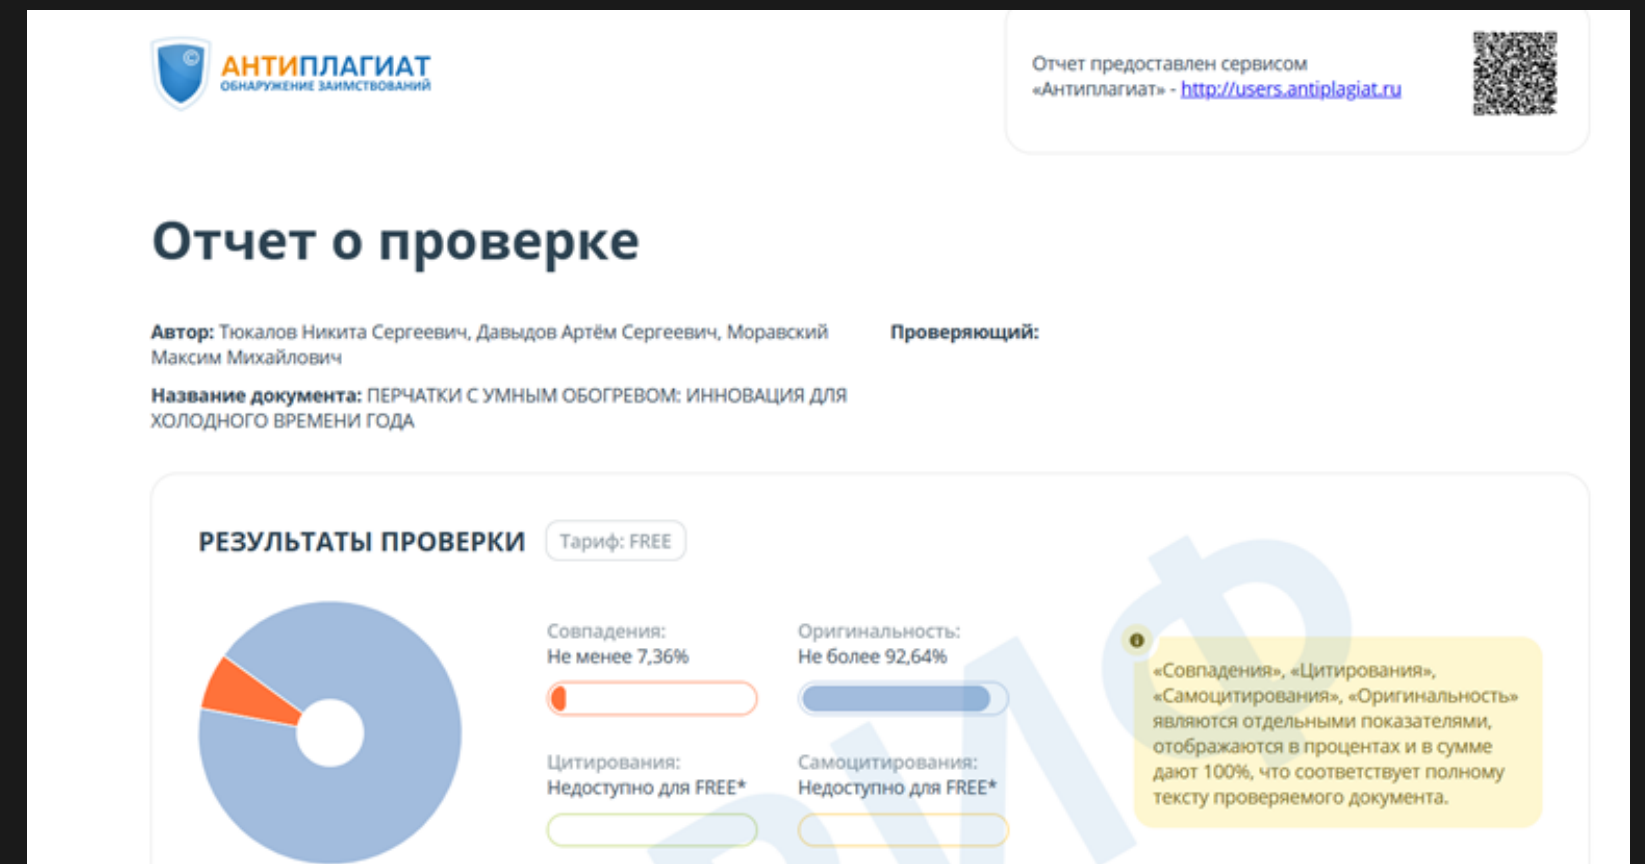 АНТИПЛАГИАТ
ОБНАРУЖЕНИЕ ЗАИМСТВОВАНИЙ
Отчет предоставлен сервисом
«Антиплагиат» - http://users.antiplagiat.ru
Отчет о проверке
Автор: Тюкалов Никита Сергеевич, Давыдов Артём Сергеевич, Моравский
Максим Михайлович
Проверяющий:
Название документа: ПЕРЧАТКИ С УМНЫМ ОБОГРЕВОМ: ИННОВАЦИЯ ДЛЯ
ХОЛОДНОГО ВРЕМЕНИ ГОДА
РЕЗУЛЬТАТЫ ПРОВЕРКИ
Тариф: FREE
Совпадения:
Не менее 7,36%
Оригинальность:
Не более 92,64%
Цитирования:
Недоступно для FREE*
Самоцитирования:
Недоступно для FREE*
«Совпадения», «Цитирования»,
«Самоцитирования», «Оригинальность»
являются отдельными показателями,
отображаются в процентах и в сумме
дают 100%, что соответствует полному
тексту проверяемого документа.